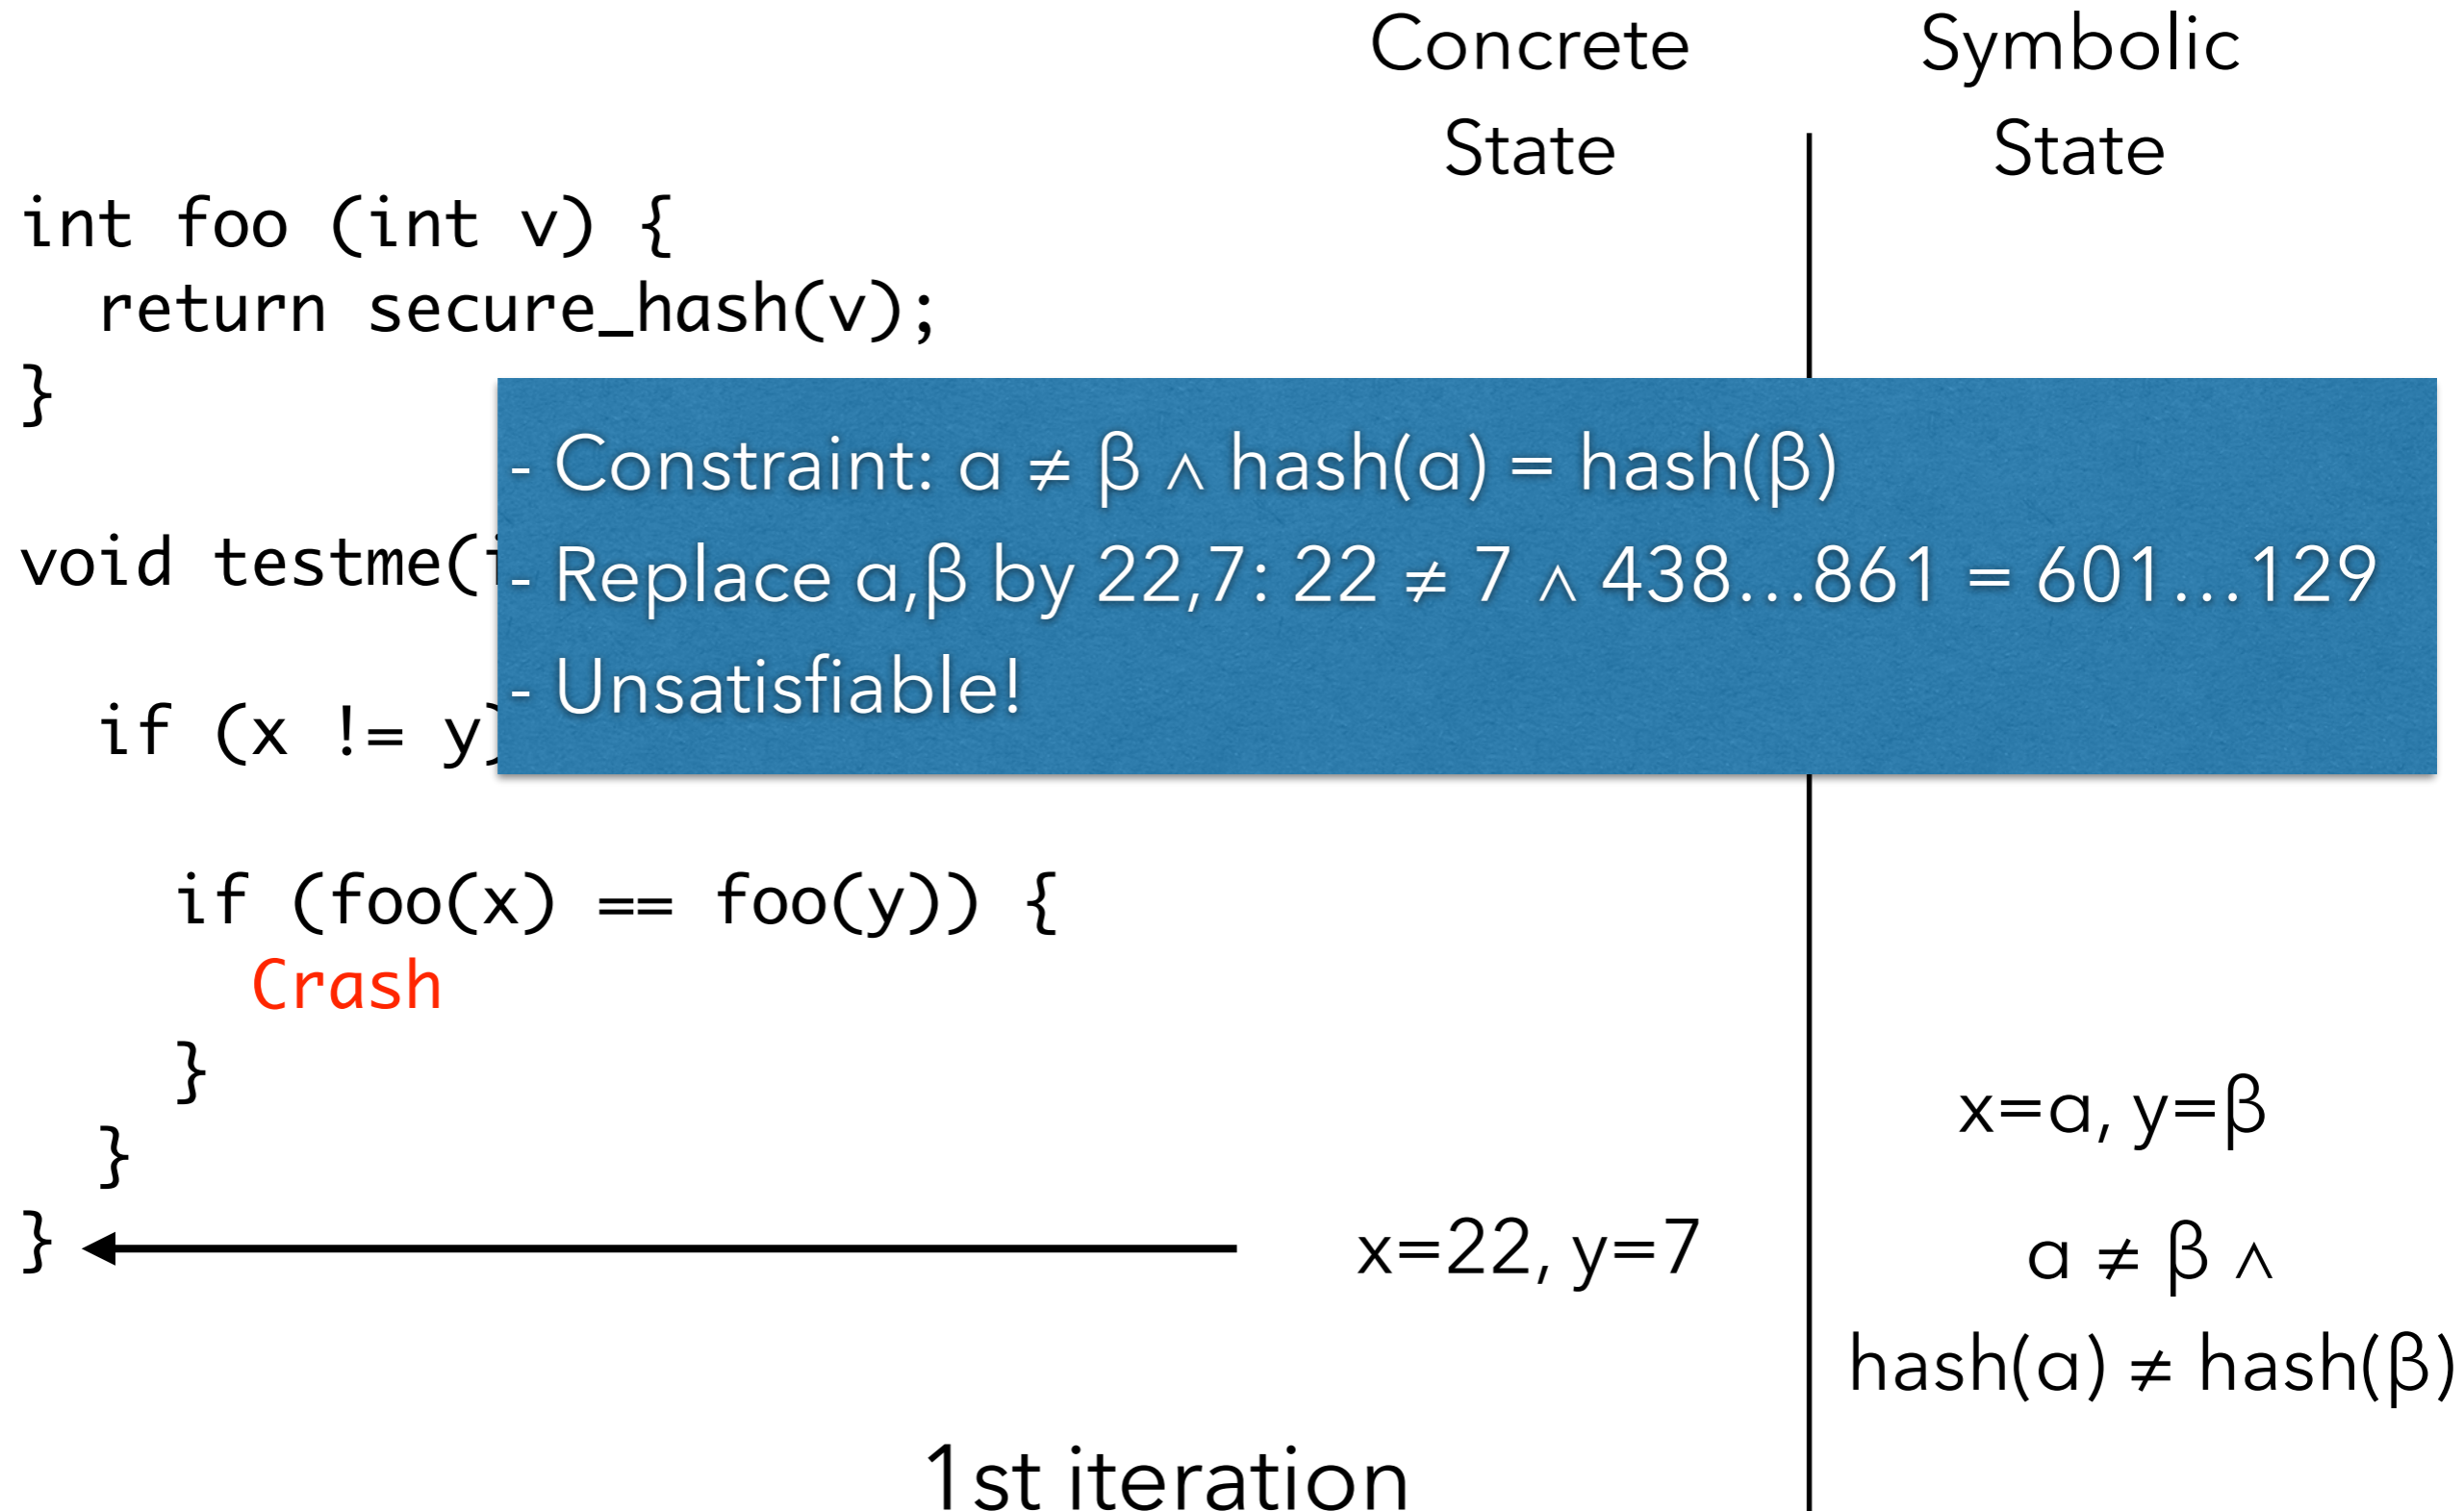 Concrete State
Symbolic State
int foo (int v) {
return secure_hash(v);
}
void testme(
if (x != y)
- Constraint: α ≠ β ∧ hash(α) = hash(β)
- Replace α,β by 22,7: 22 ≠ 7 ∧ 438...861 = 601...129
- Unsatisfiable!
if (foo(x) == foo(y)) {
Crash
}
}
}
x=22, y=7
x=α, y=β
α ≠ β ∧
hash(α) ≠ hash(β)
1st iteration